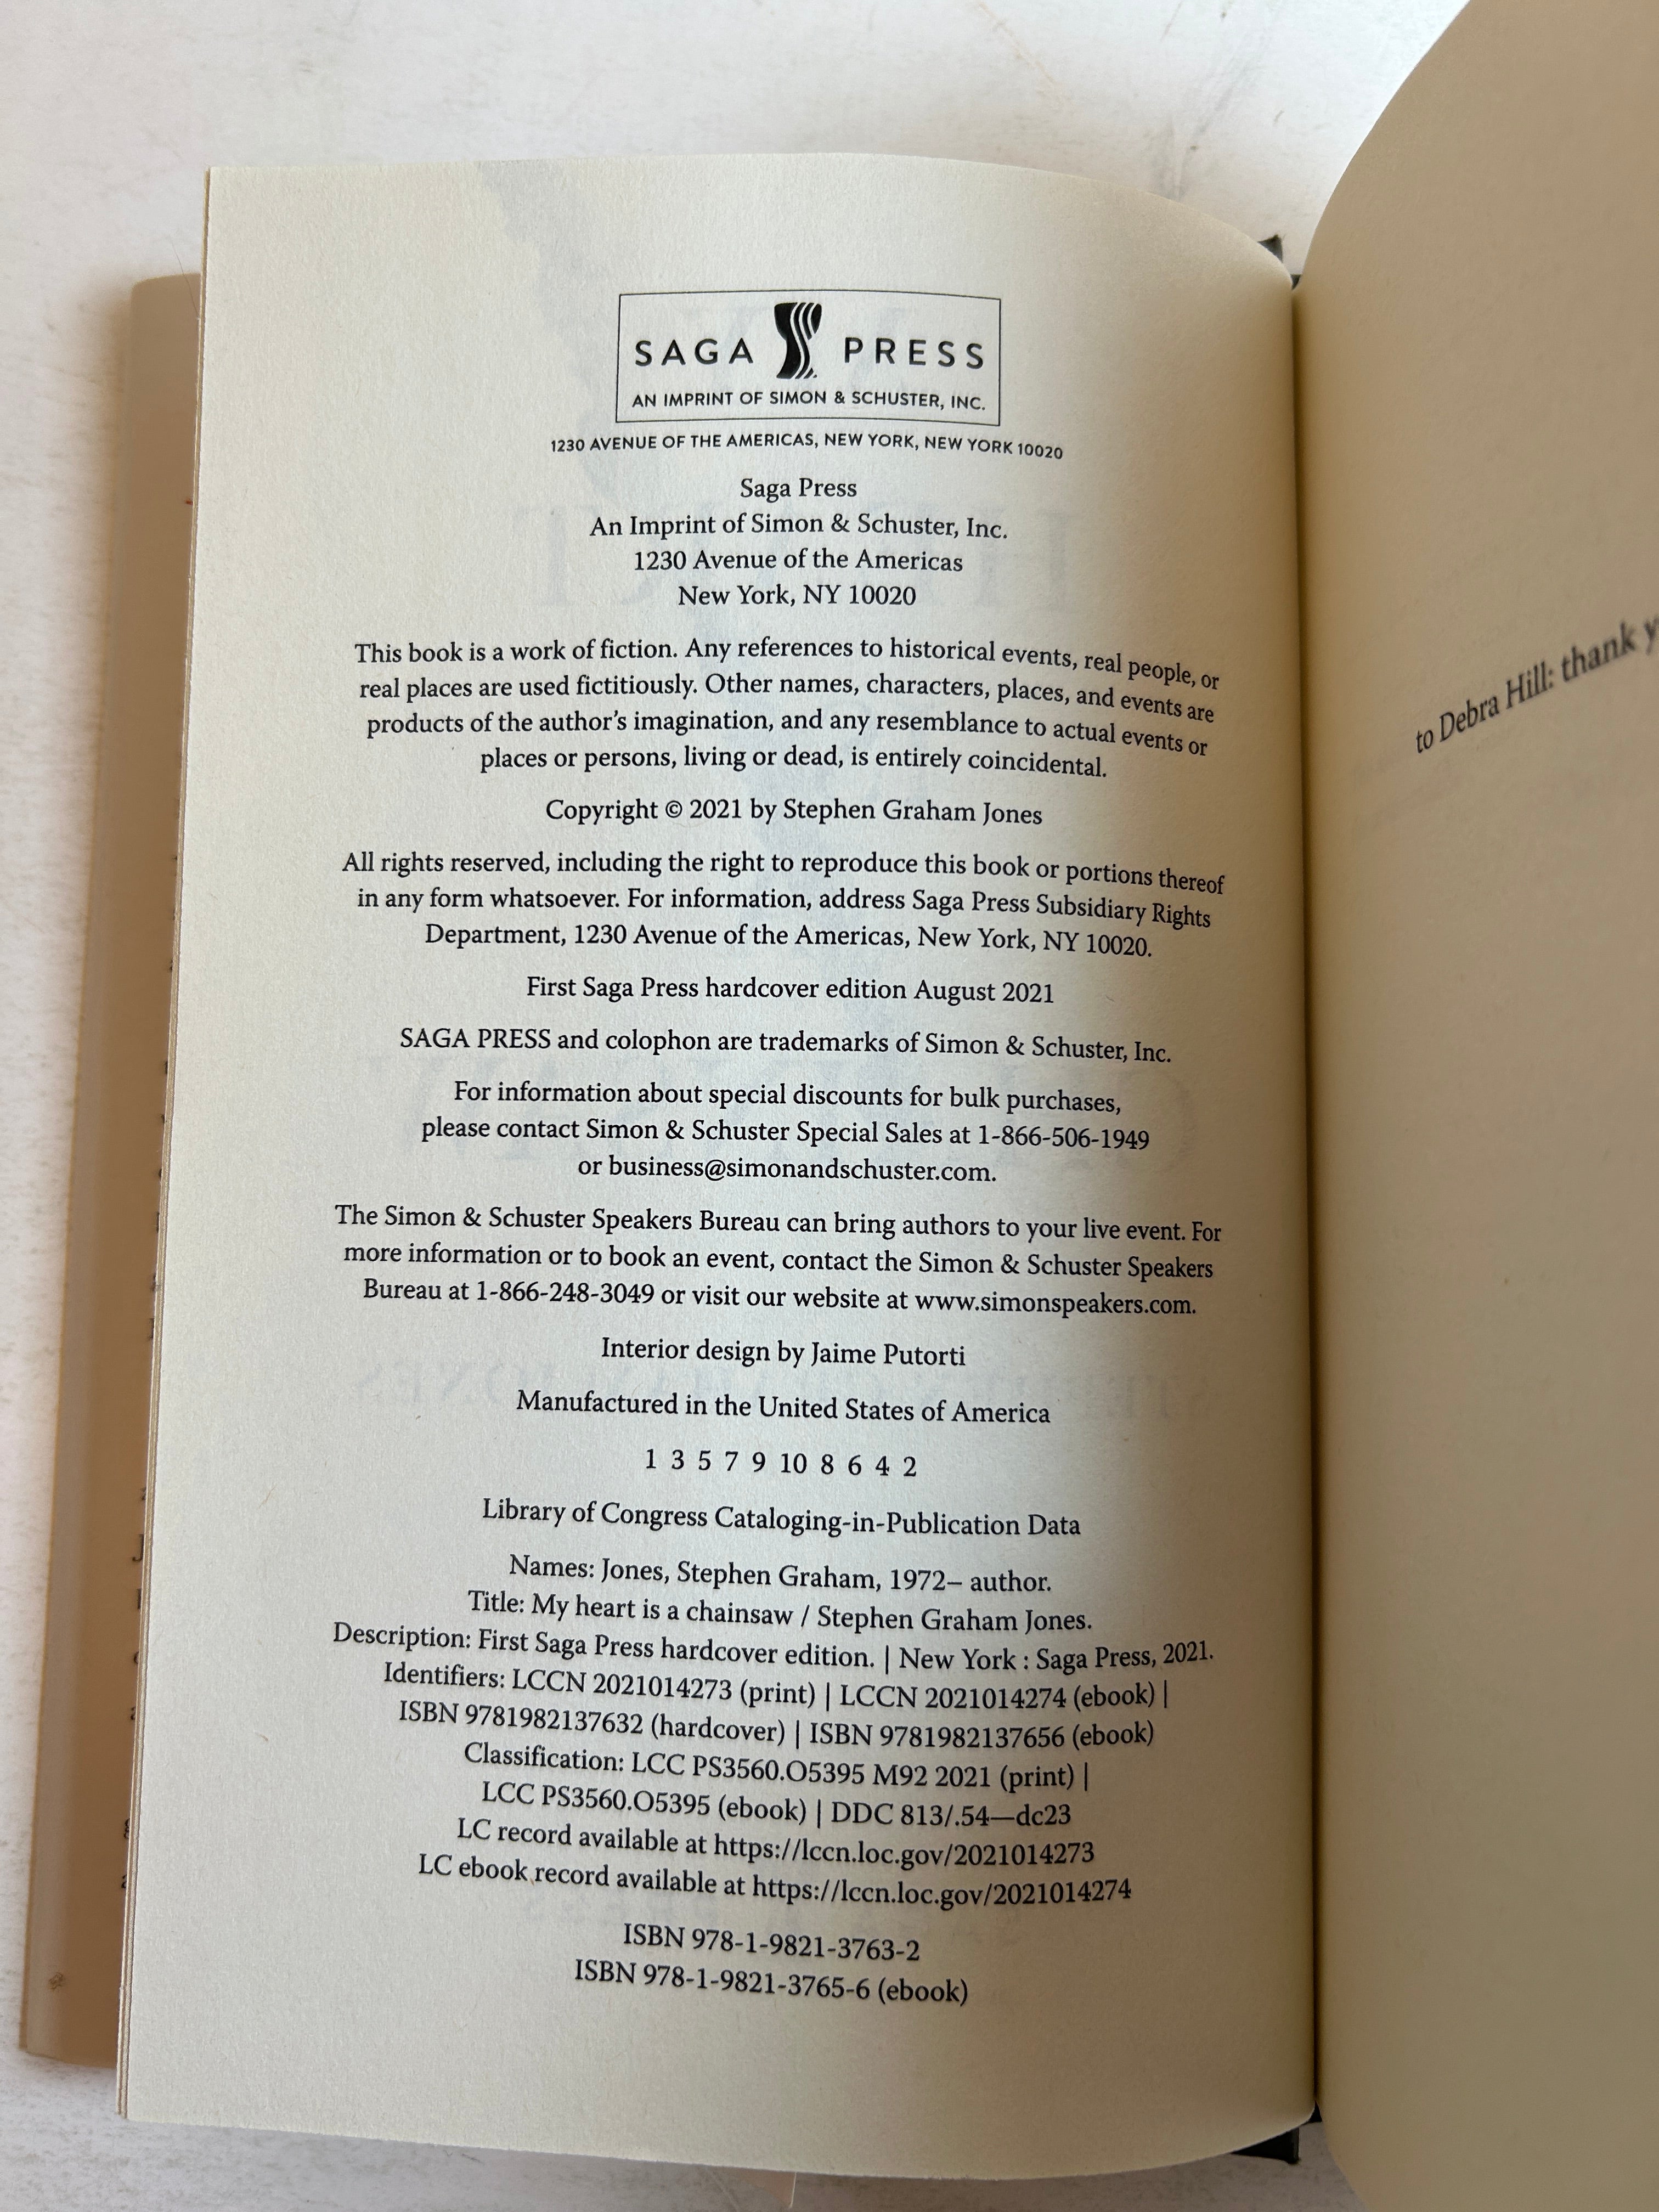 SAGA PRESS
AN IMPRINT OF SIMON & SCHUSTER, INC.
1230 AVENUE OF THE AMERICAS, NEW YORK, NEW YORK 10020
Saga Press
An Imprint of Simon & Schuster, Inc.
1230 Avenue of the Americas
New York, NY 10020
This book is a work of fiction. Any references to historical events, real people, or
real places are used fictitiously. Other names, characters, places, and events are
products of the author's imagination, and any resemblance to actual events or
places or persons, living or dead, is entirely coincidental.
Copyright © 2021 by Stephen Graham Jones
All rights reserved, including the right to reproduce this book or portions thereof
in any form whatsoever. For information, address Saga Press Subsidiary Rights
Department, 1230 Avenue of the Americas, New York, NY 10020.
First Saga Press hardcover edition August 2021
SAGA PRESS and colophon are trademarks of Simon & Schuster, Inc.
For information about special discounts for bulk purchases,
please contact Simon & Schuster Special Sales at 1-866-506-1949
or business@simonandschuster.com.
The Simon & Schuster Speakers Bureau can bring authors to your live event. For
more information or to book an event, contact the Simon & Schuster Speakers
Bureau at 1-866-248-3049 or visit our website at www.simonspeakers.com.
Interior design by Jaime Putorti
Manufactured in the United States of America
1 3 5 7 9 10 8 6 4 2
Library of Congress Cataloging-in-Publication Data
Names: Jones, Stephen Graham, 1972– author.
Title: My heart is a chainsaw / Stephen Graham Jones.
Description: First Saga Press hardcover edition. | New York : Saga Press, 2021.
Identifiers: LCCN 2021014273 (print) | LCCN 2021014274 (ebook) |
ISBN 9781982137632 (hardcover) | ISBN 9781982137656 (ebook)
Classification: LCC PS3560.O5395 M92 2021 (print) |
LCC PS3560.O5395 (ebook) | DDC 813/.54—dc23
LC record available at https://lccn.loc.gov/2021014273
LC ebook record available at https://lccn.loc.gov/2021014274
ISBN 978-1-9821-3763-2
ISBN 978-1-9821-3765-6 (ebook)
to Debra Hill: thank